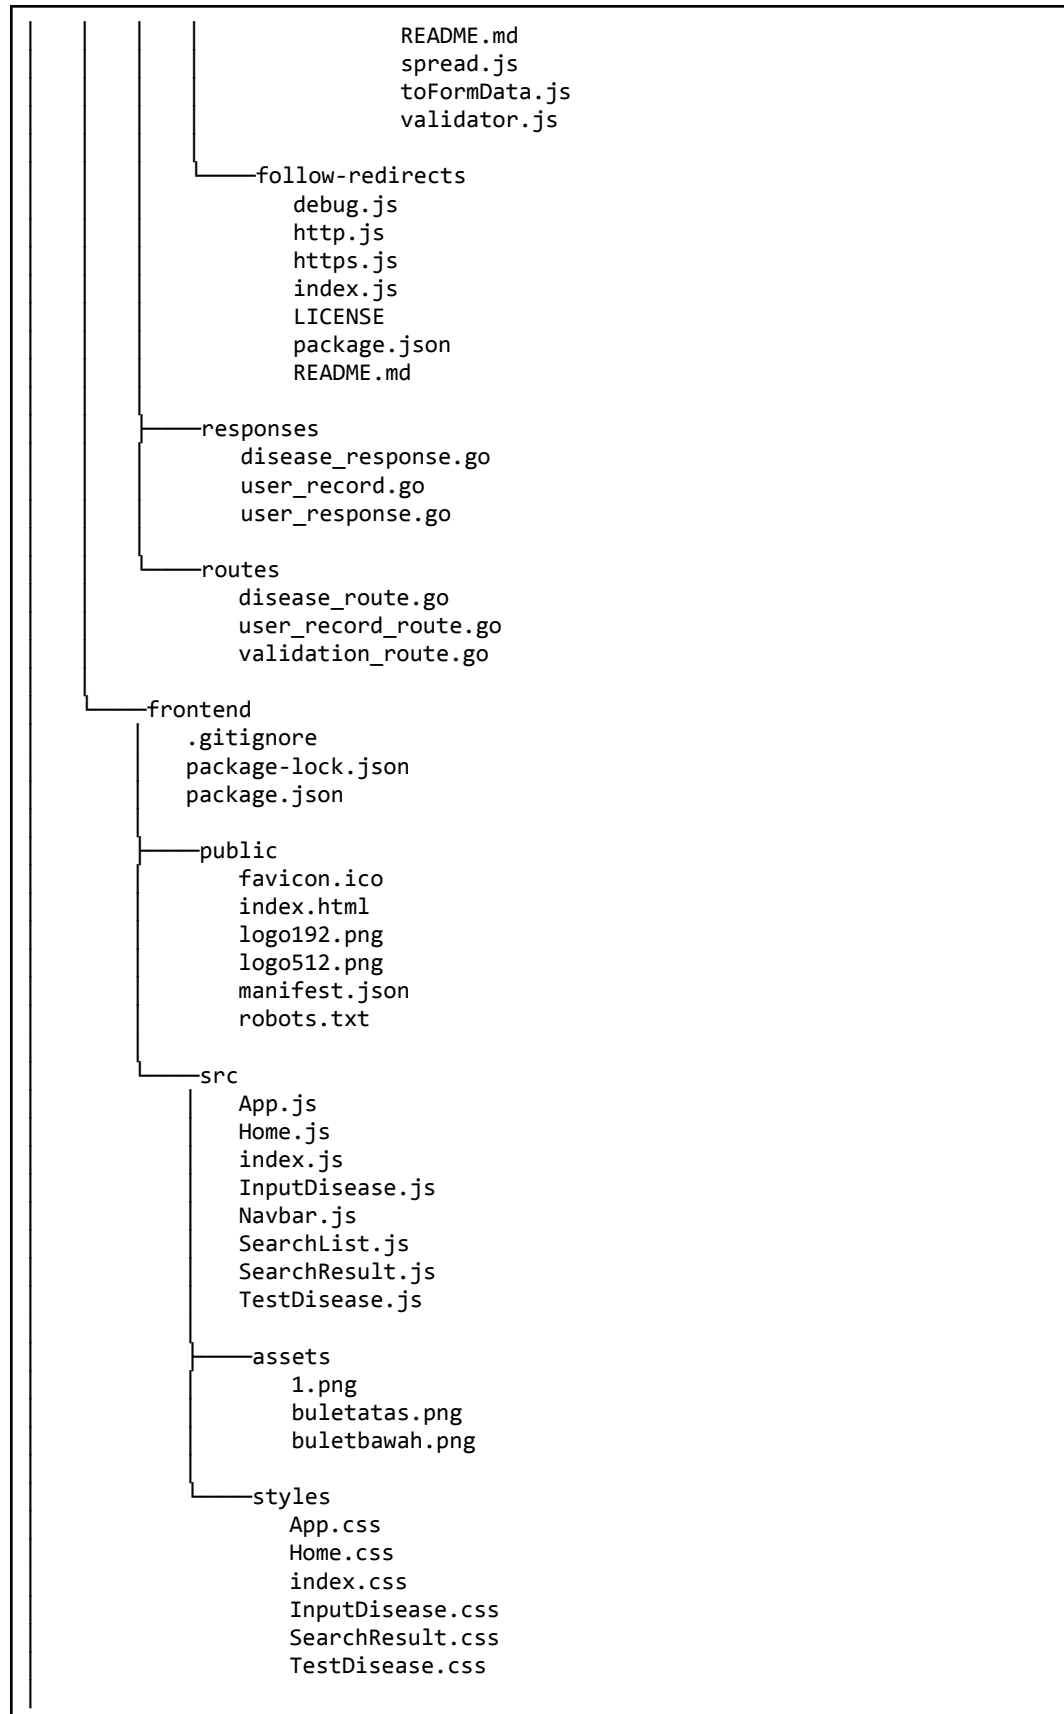 README.md
spread.js
toFormData.js
validator.js
follow-redirects
debug.js
http.js
https.js
index.js
LICENSE
package.json
README.md
responses
disease_response.go
user_record.go
user_response.go
routes
disease_route.go
user_record_route.go
validation_route.go
frontend
.gitignore
package-lock.json
package.json
public
favicon.ico
index.html
logo192.png
logo512.png
manifest.json
robots.txt
src
App.js
Home.js
index.js
InputDisease.js
Navbar.js
SearchList.js
SearchResult.js
TestDisease.js
assets
1.png
buletatas.png
buletbawah.png
styles
App.css
Home.css
index.css
InputDisease.css
SearchResult.css
TestDisease.css